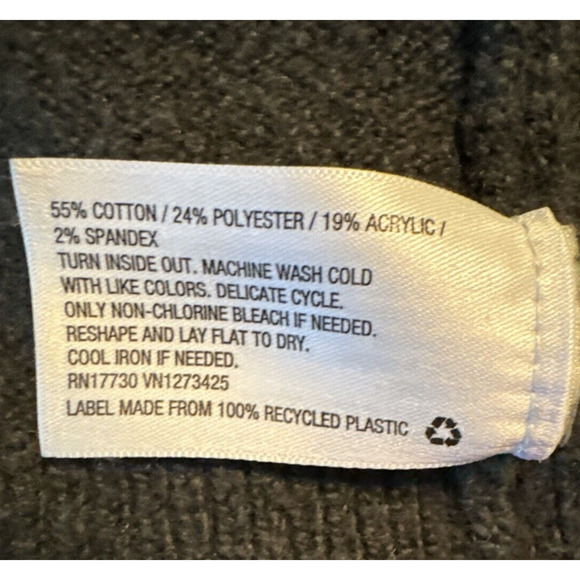 55% COTTON / 24% POLYESTER / 19% ACRYLIC /
2% SPANDEX
TURN INSIDE OUT. MACHINE WASH COLD
WITH LIKE COLORS. DELICATE CYCLE.
ONLY NON-CHLORINE BLEACH IF NEEDED.
RESHAPE AND LAY FLAT TO DRY.
COOL IRON IF NEEDED.
RN17730 VN1273425
LABEL MADE FROM 100% RECYCLED PLASTIC